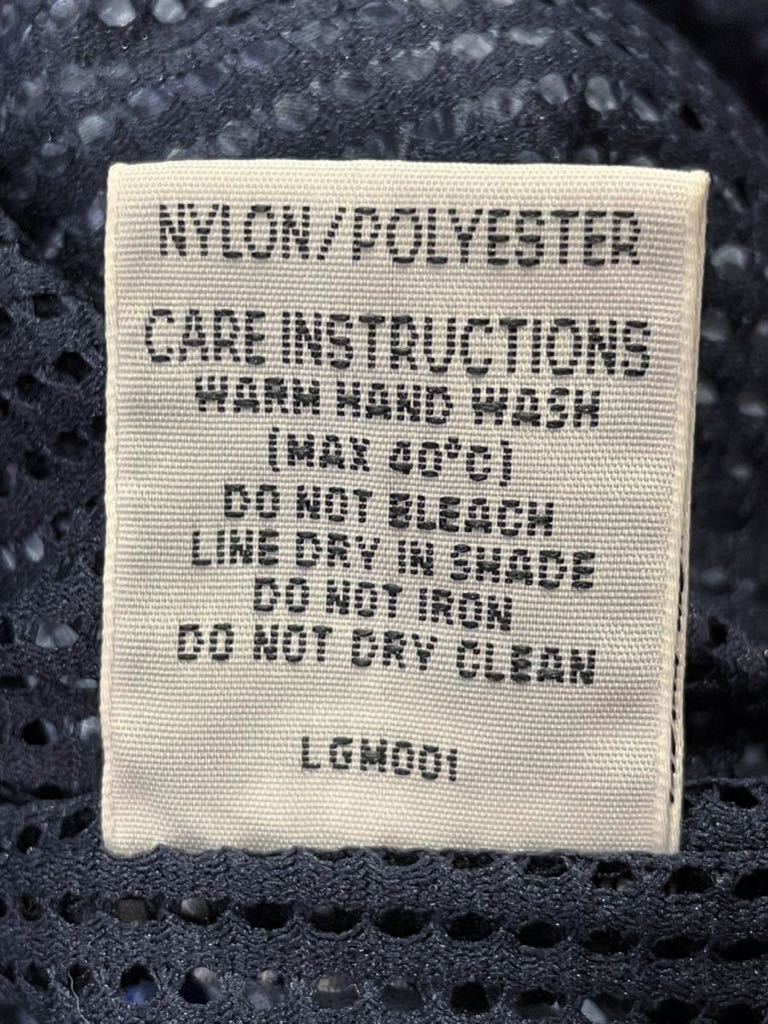 NYLON/POLYESTER
CARE INSTRUCTIONS
WARM HAND WASH
(MAX 40°C)
DO NOT BLEACH
LINE DRY IN SHADE
DO NOT IRON
DO NOT DRY CLEAN
LGM001